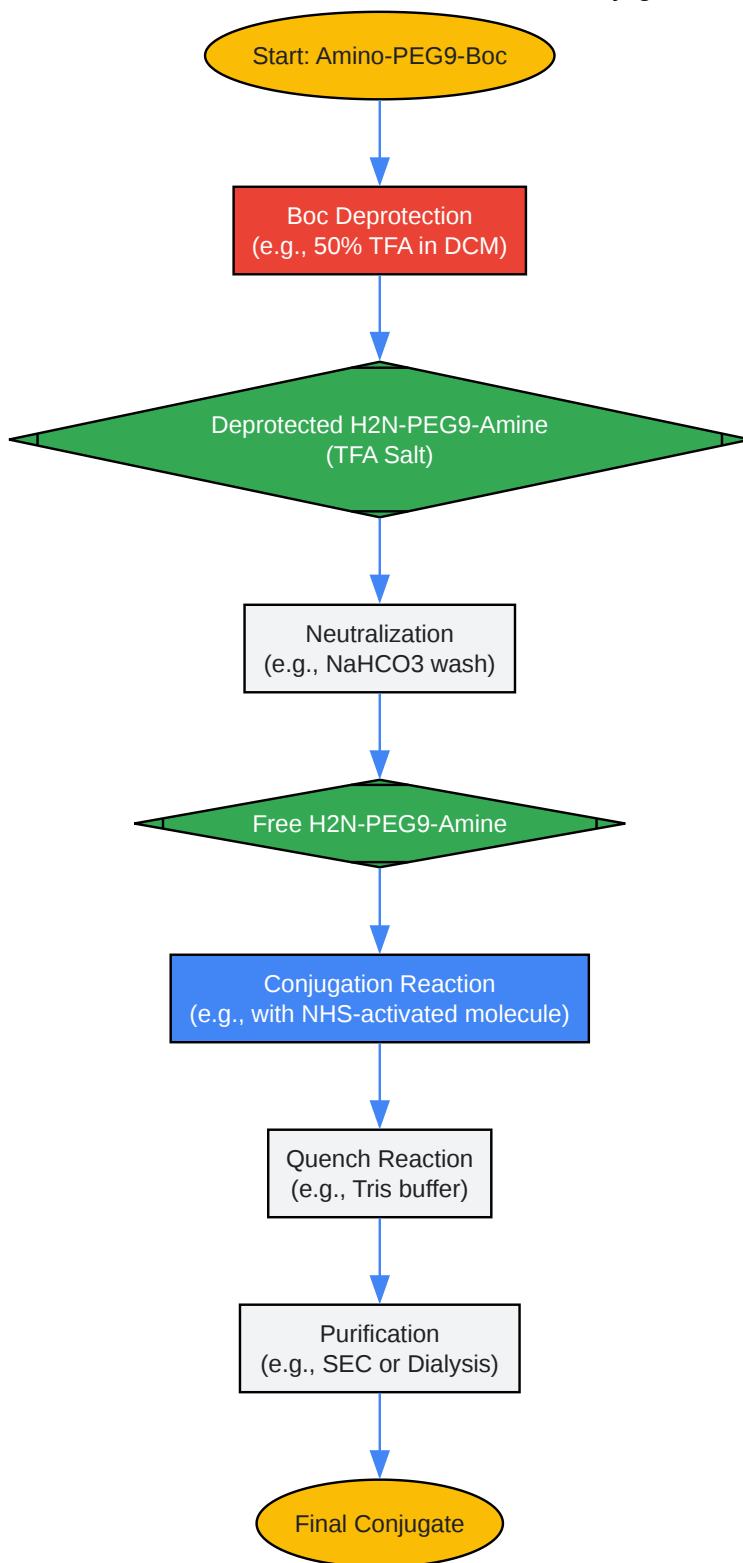 Start: Amino-PEG9-Boc
Boc Deprotection
(e.g., 50% TFA in DCM)
Deprotected H2N-PEG9-Amine
(TFA Salt)
Neutralization
(e.g., NaHCO3 wash)
Free H2N-PEG9-Amine
Conjugation Reaction
(e.g., with NHS-activated molecule)
Quench Reaction
(e.g., Tris buffer)
Purification
(e.g., SEC or Dialysis)
Final Conjugate